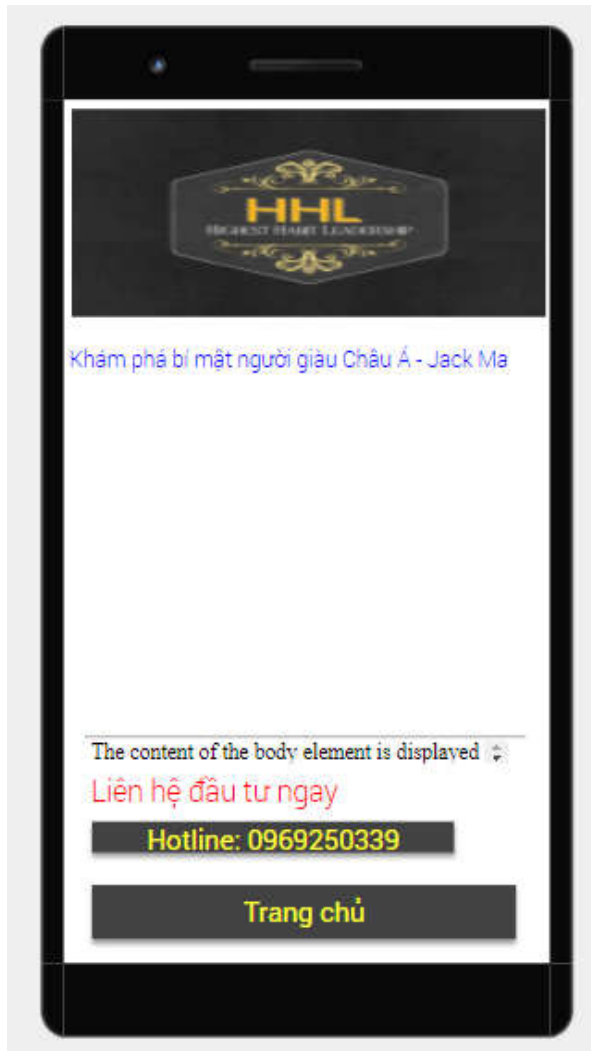 HHL
HIGHEST HABIT LEADERSHIP
Khám phá bí mật người giàu Châu Á - Jack Ma
The content of the body element is displayed
Liên hệ đầu tư ngay
Hotline: 0969250339
Trang chủ